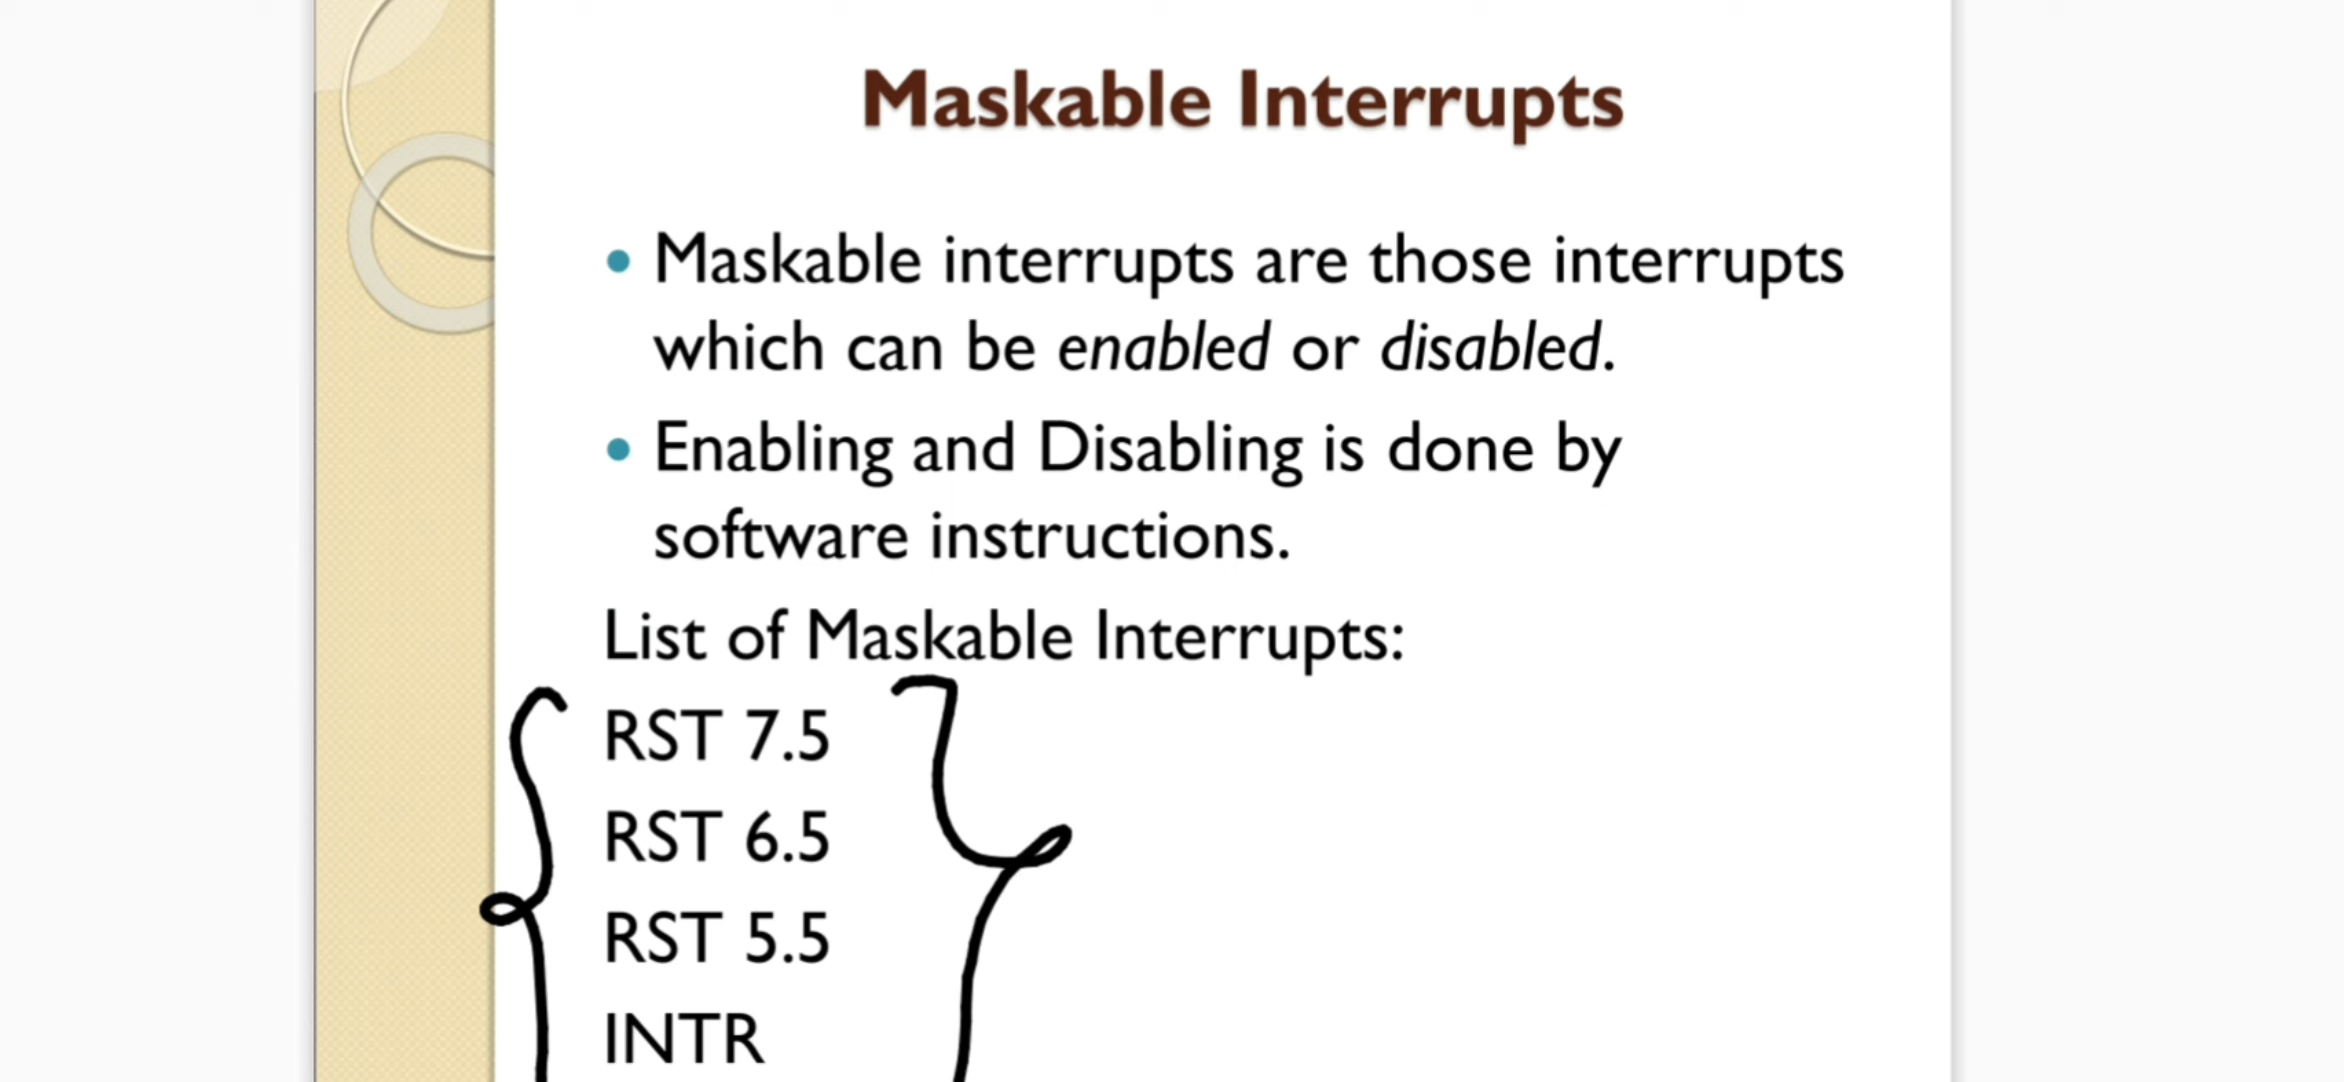 Maskable Interrupts
• Maskable interrupts are those interrupts
which can be enabled or disabled.
• Enabling and Disabling is done by
software instructions.
List of Maskable Interrupts:
RST 7.5
RST 6.5
RST 5.5
INTR